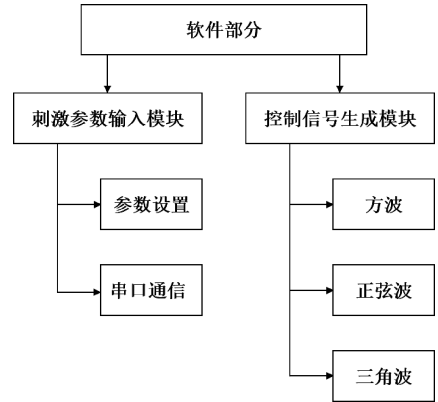 软件部分
刺激参数输入模块
控制信号生成模块
参数设置
方波
串口通信
正弦波
三角波